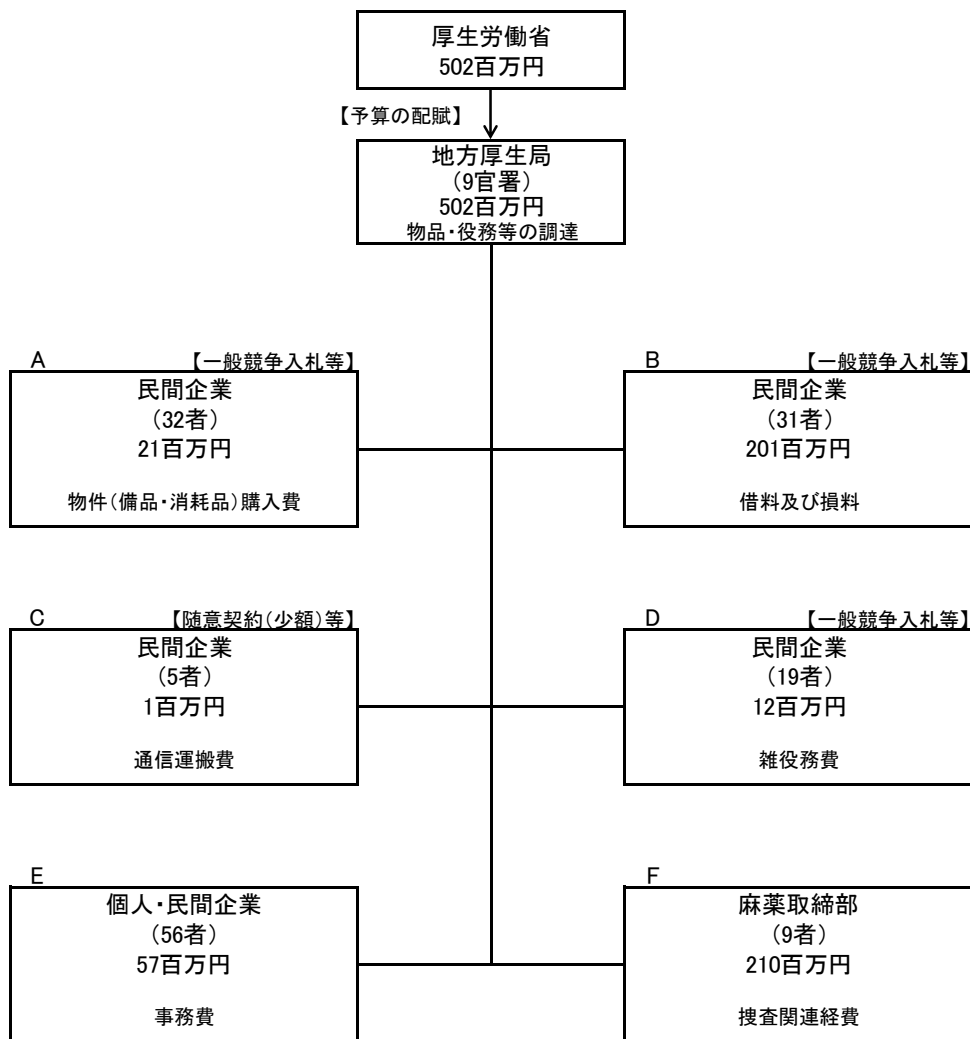 厚生労働省
502百万円
【予算の配賦】
地方厚生局
(9官署)
502百万円
物品・役務等の調達
A 【一般競争入札等】
民間企業
(32者)
21百万円
物件(備品・消耗品)購入費
B 【一般競争入札等】
民間企業
(31者)
201百万円
借料及び損料
C 【随意契約(少額)等】
民間企業
(5者)
1百万円
通信運搬費
D 【一般競争入札等】
民間企業
(19者)
12百万円
雑役務費
E
個人・民間企業
(56者)
57百万円
事務費
F
麻薬取締部
(9者)
210百万円
捜査関連経費